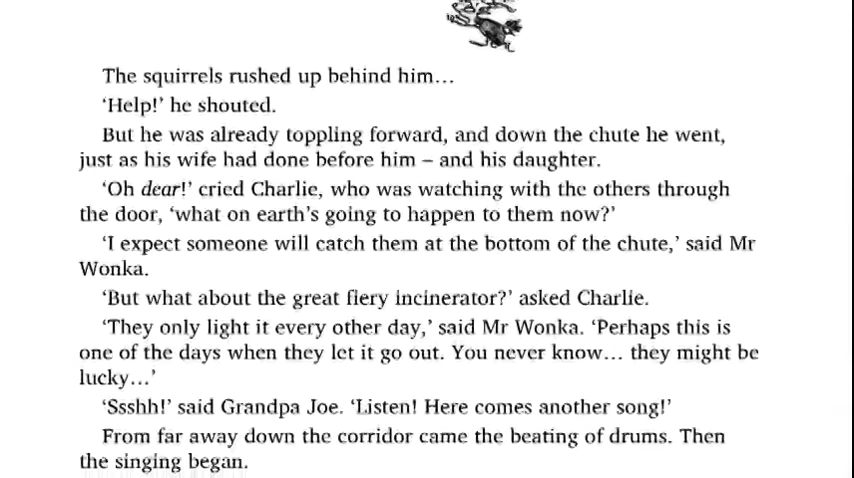 The squirrels rushed up behind him…
‘Help!’ he shouted.
But he was already toppling forward, and down the chute he went,
just as his wife had done before him – and his daughter.
‘Oh dear!’ cried Charlie, who was watching with the others through
the door, ‘what on earth’s going to happen to them now?’
‘I expect someone will catch them at the bottom of the chute,’ said Mr
Wonka.
‘But what about the great fiery incinerator?’ asked Charlie.
‘They only light it every other day,’ said Mr Wonka. ‘Perhaps this is
one of the days when they let it go out. You never know… they might be
lucky…’
‘Ssshh!’ said Grandpa Joe. ‘Listen! Here comes another song!’
From far away down the corridor came the beating of drums. Then
the singing began.